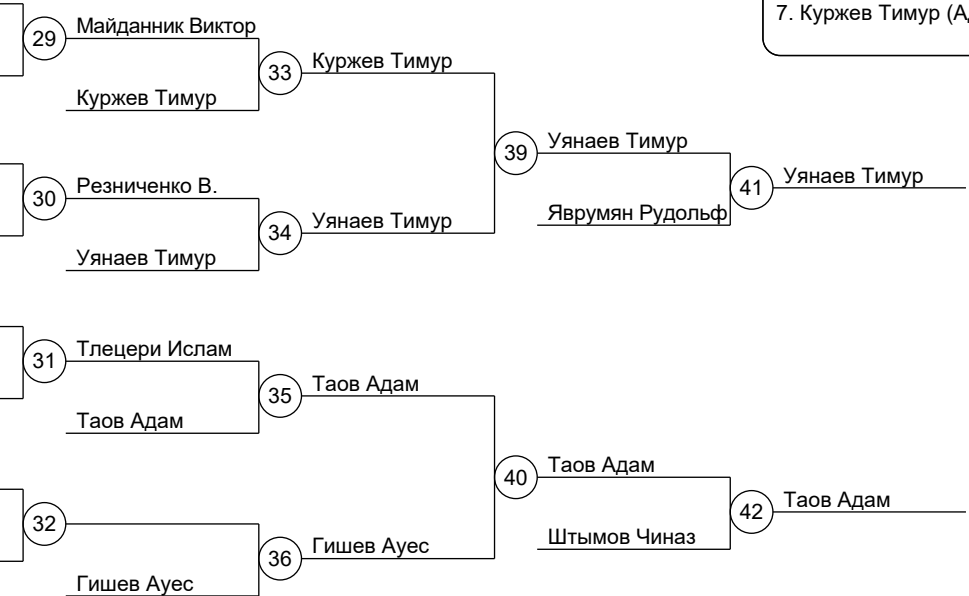 7. Куржев Тимур (А
29
Майданник Виктор
33
Куржев Тимур
Куржев Тимур
39
Уянаев Тимур
41
Уянаев Тимур
30
Резниченко В.
34
Уянаев Тимур
Яврумян Рудольф
Уянаев Тимур
31
Тлецери Ислам
35
Таов Адам
Таов Адам
40
Таов Адам
42
Таов Адам
32
36
Гишев Ауес
Штымов Чиназ
Гишев Ауес